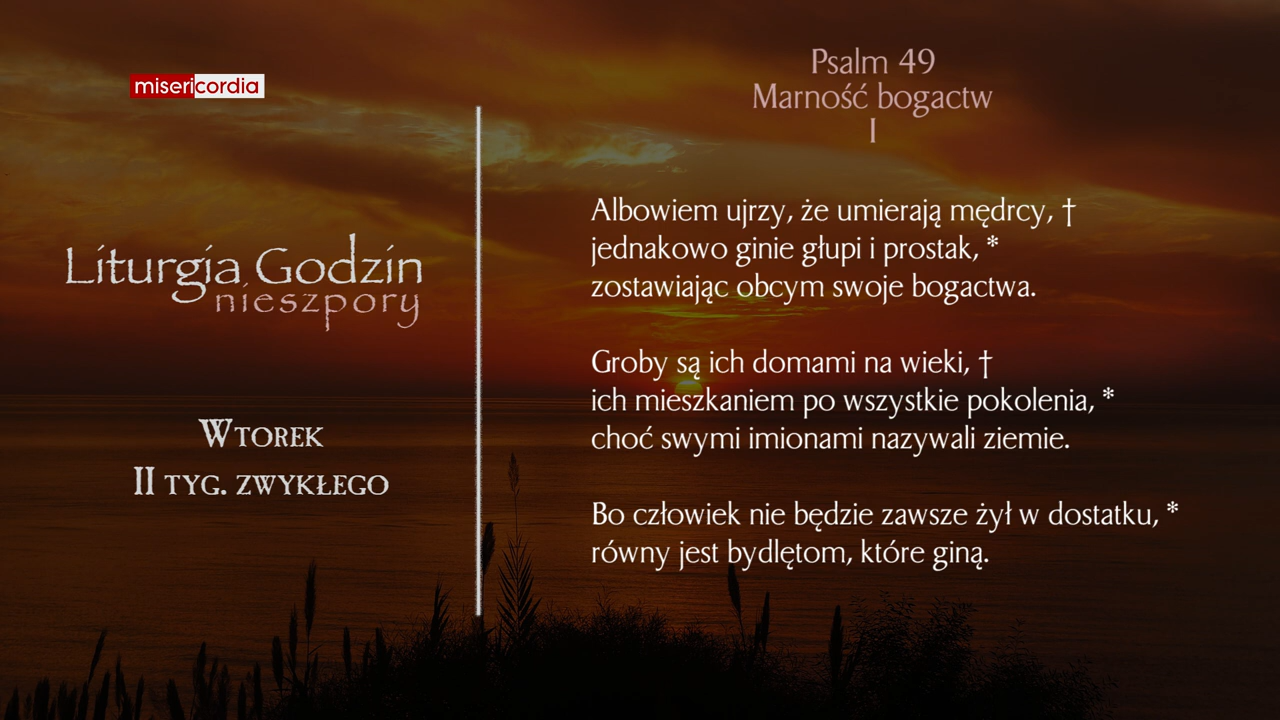 misericordia
Liturgia Godzin
nieszpory
Wtorek
II tyg. zwykłego
Psalm 49
Marność bogactw
I
Albowiem ujrzy, że umierają mędrcy, †
jednakowo ginie głupi i prostak, *
zostawiając obcym swoje bogactwa.
Groby są ich domami na wieki, †
ich mieszkaniem po wszystkie pokolenia, *
choć swymi imionami nazywali ziemie.
Bo człowiek nie będzie zawsze żył w dostatku, *
równy jest bydlętom, które giną.